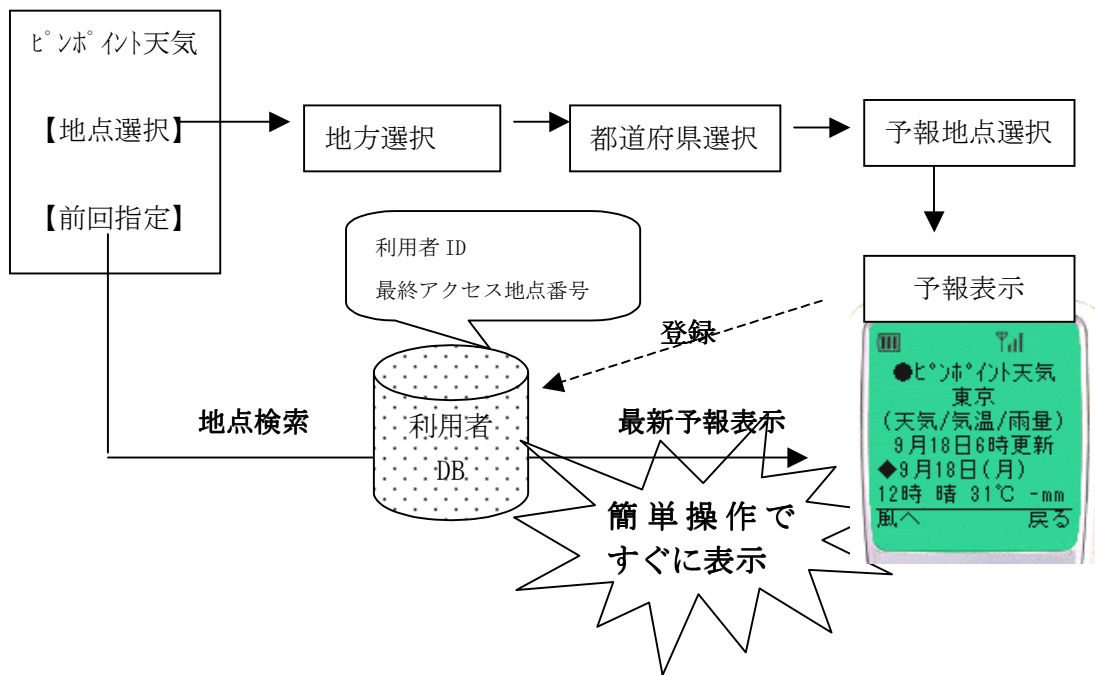 ﾋﾟﾝﾎﾟｲﾝﾄ天気
【地点選択】
【前回指定】
地方選択
都道府県選択
予報地点選択
利用者 ID
最終アクセス地点番号
予報表示
登録
地点検索
利用者
DB
最新予報表示
簡単操作で
すぐに表示
●ﾋﾟﾝﾎﾟｲﾝﾄ天気
東京
(天気/気温/雨量)
9月18日6時更新
◆9月18日(月)
12時 晴 31℃ -mm
風へ 戻る